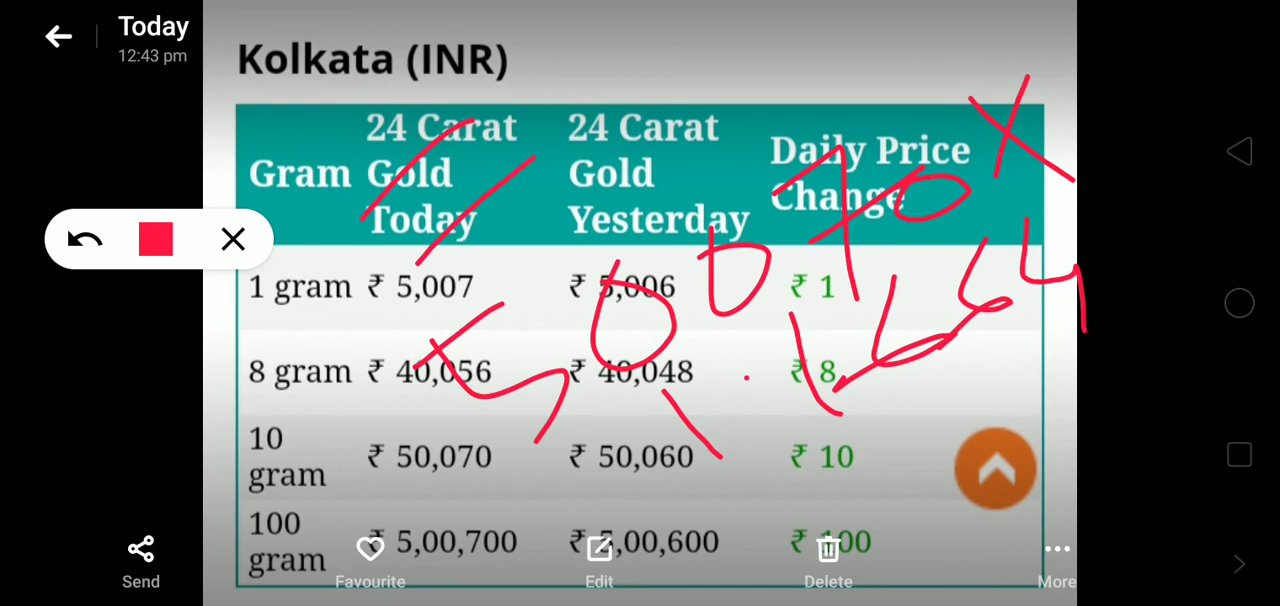 Today
12:43 pm
Kolkata (INR)
Gram 24 Carat Gold Today 24 Carat Gold Yesterday Daily Price Change
1 gram ₹ 5,007 ₹ 5,006 ₹ 1
8 gram ₹ 40,056 ₹ 40,048 ₹ 8
10 gram ₹ 50,070 ₹ 50,060 ₹ 10
100 gram ₹ 5,00,700 ₹ 5,00,600 ₹ 100
Send Favourite Edit Delete More